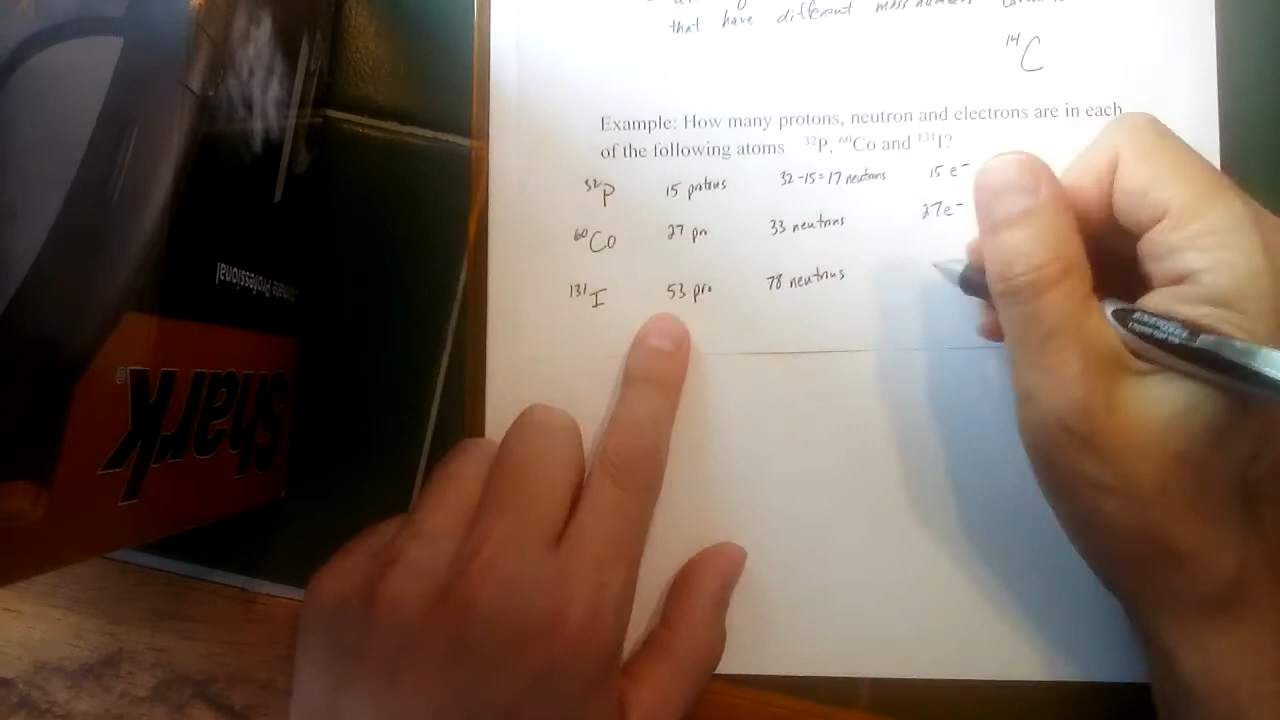 that have different mass numbers
14C
Example: How many protons, neutron and electrons are in each
of the following atoms 32P, 60Co and 131I?
32P 15 protons 32-15=17 neutrons 15 e-
60Co 27 pro 33 neutrons 27e-
131I 53 pro 78 neutrons
Ultimate Professional
Shark®